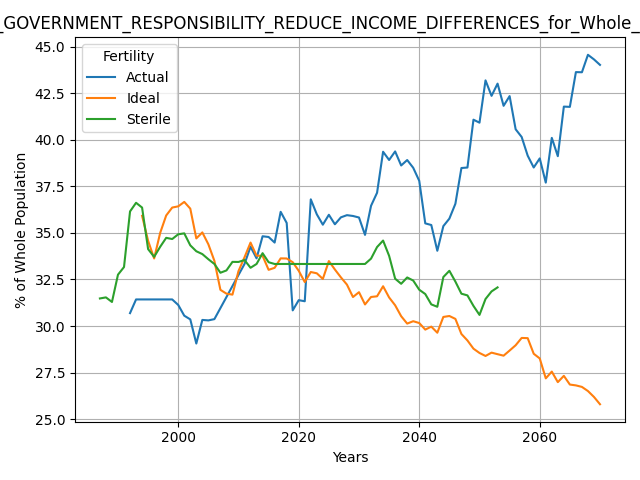 _GOVERNMENT_RESPONSIBILITY_REDUCE_INCOME_DIFFERENCES_for_Whole_
45.0
42.5
40.0
37.5
35.0
32.5
30.0
27.5
25.0
% of Whole Population
Fertility
Actual
Ideal
Sterile
2000 2020 2040 2060
Years